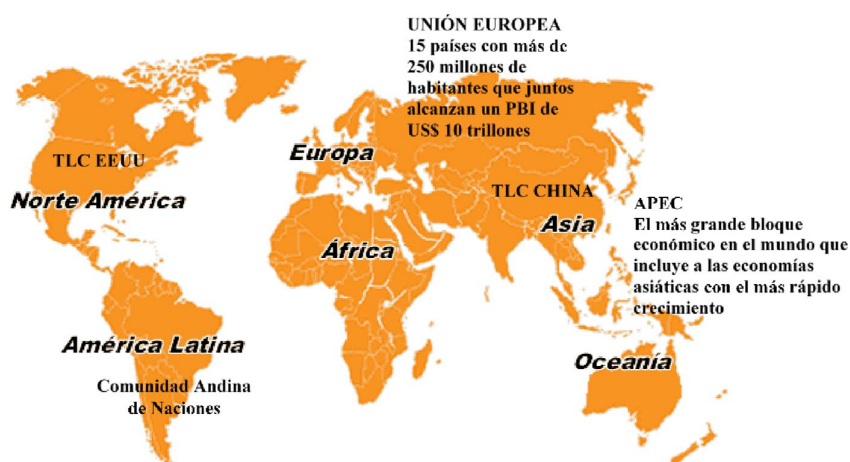 UNIÓN EUROPEA
15 países con más dc
250 millones de
habitantes que juntos
alcanzan un PBI de
US$ 10 trillones
Europa
TLC EEUU
Norte América
TLC CHINA
Asia
APEC
El más grande bloque
económico en el mundo que
incluye a las economías
asiáticas con el más rápido
crecimiento
África
América Latina
Comunidad Andina
de Naciones
Oceanía